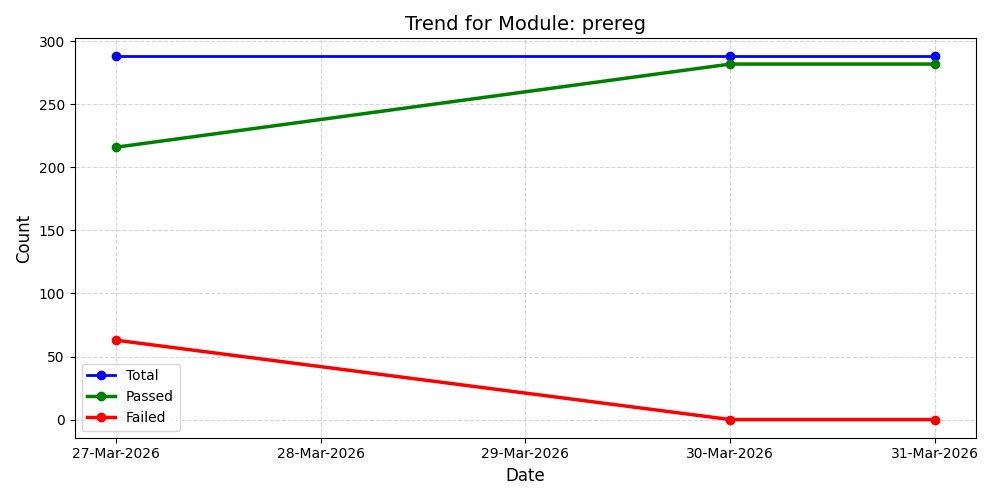 Trend for Module: prereg
Count
300
250
200
150
100
50
0
Total
Passed
Failed
27-Mar-2026
28-Mar-2026
29-Mar-2026
30-Mar-2026
31-Mar-2026
Date